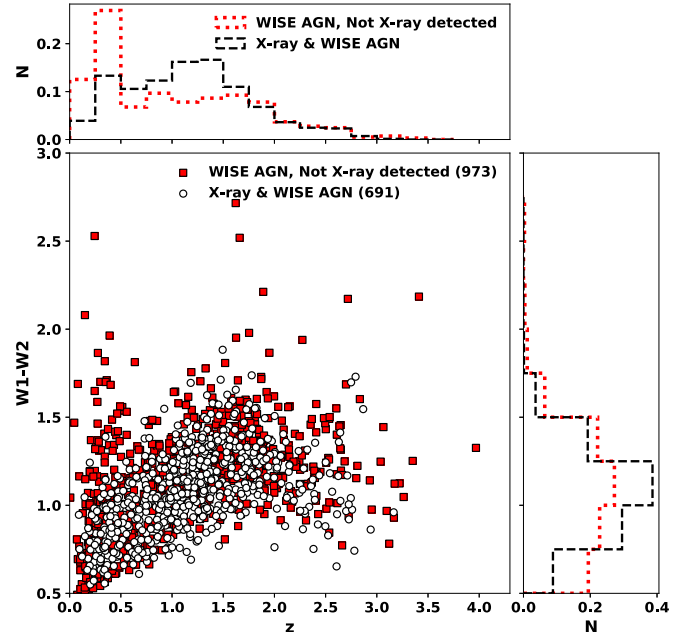 WISE AGN, Not X-ray detected
X-ray & WISE AGN
N
0.2
0.1
0.0
3.0
2.5
2.0
1.5
1.0
0.5
W1-W2
WISE AGN, Not X-ray detected (973)
X-ray & WISE AGN (691)
0.0 0.5 1.0 1.5 2.0 2.5 3.0 3.5 4.0
z
0.0 0.2 0.4
N